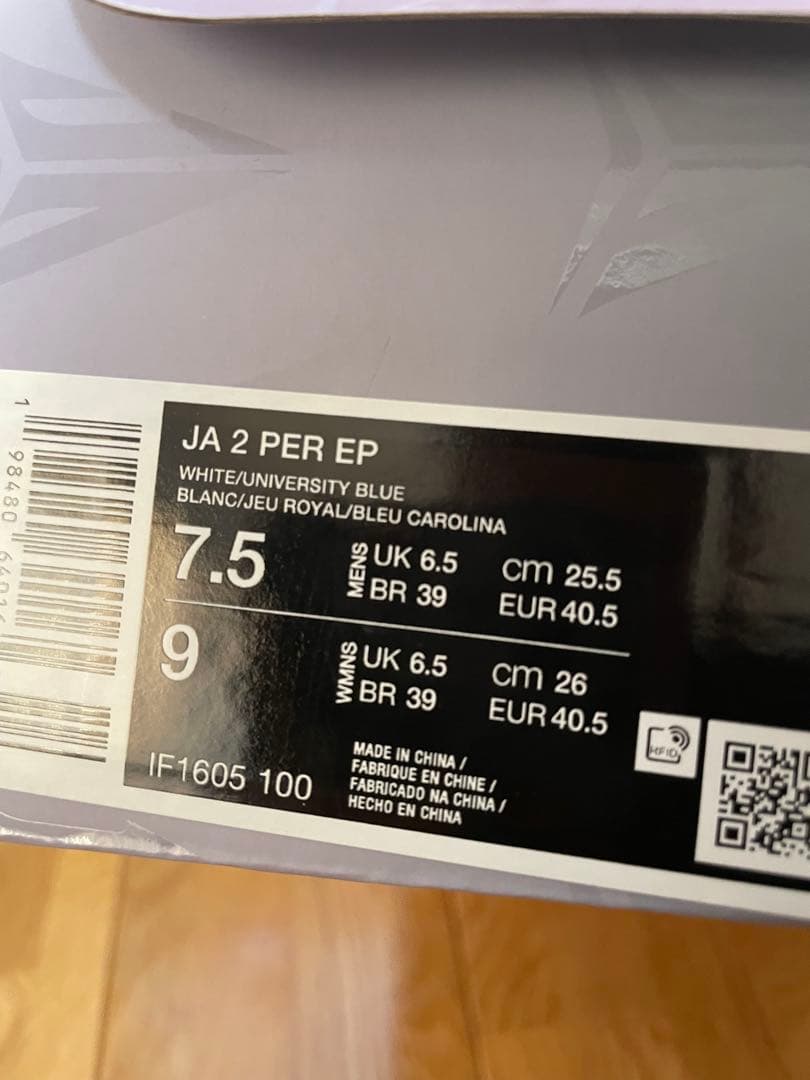 JA 2 PER EP
WHITE/UNIVERSITY BLUE
BLANC/JEU ROYAL/BLEU CAROLINA
7.5
MENS
UK 6.5
cm 25.5
BR 39
EUR 40.5
9
WMNS
UK 6.5
cm 26
BR 39
EUR 40.5
IF1605 100
MADE IN CHINA /
FABRIQUE EN CHINE /
FABRICADO NA CHINA /
HECHO EN CHINA
RFID
1 98480